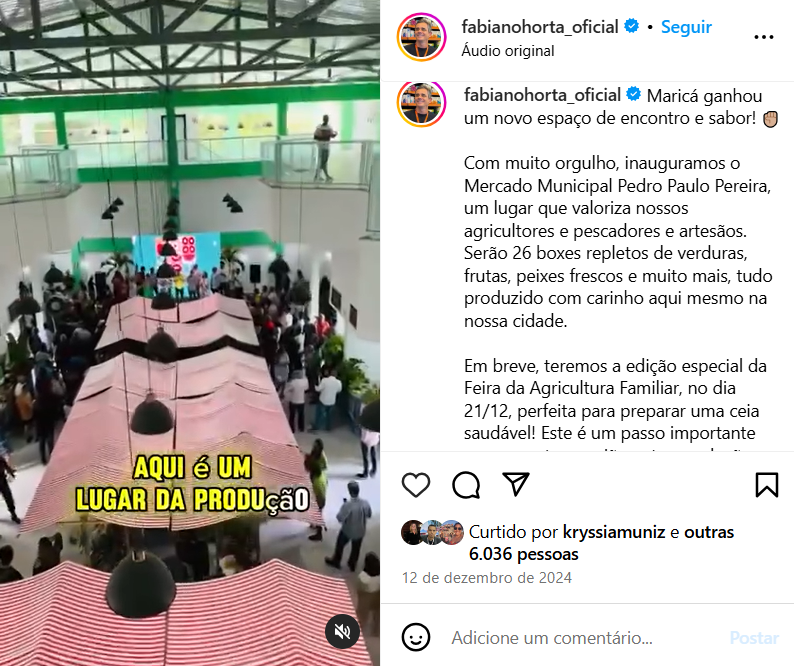 AQUI é UM
LUGAR DA PRODUçãO
fabianohorta_oficial • Seguir
Áudio original
fabianohorta_oficial Maricá ganhou
um novo espaço de encontro e sabor! ✊🏽
Com muito orgulho, inauguramos o
Mercado Municipal Pedro Paulo Pereira,
um lugar que valoriza nossos
agricultores e pescadores e artesãos.
Serão 26 boxes repletos de verduras,
frutas, peixes frescos e muito mais, tudo
produzido com carinho aqui mesmo na
nossa cidade.
Em breve, teremos a edição especial da
Feira da Agricultura Familiar, no dia
21/12, perfeita para preparar uma ceia
saudável! Este é um passo importante
Curtido por kryssiamuniz e outras
6.036 pessoas
12 de dezembro de 2024
Adicione um comentário...
Postar